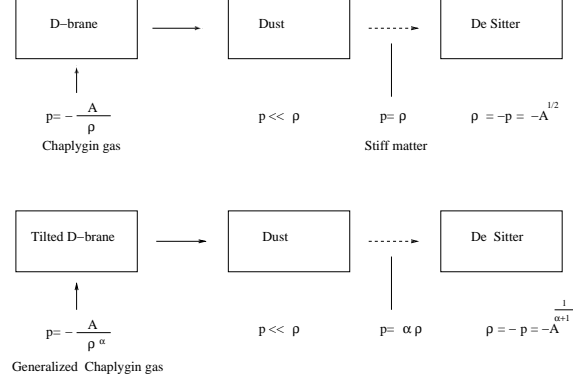 D−brane Dust De Sitter
p= − A / ρ p << ρ p= ρ ρ = −p = −A^1/2
Chaplygin gas Stiff matter
Tilted D−brane Dust De Sitter
p= − A / ρ^α p << ρ p= α ρ ρ = − p = −A^1/α+1
Generalized Chaplygin gas